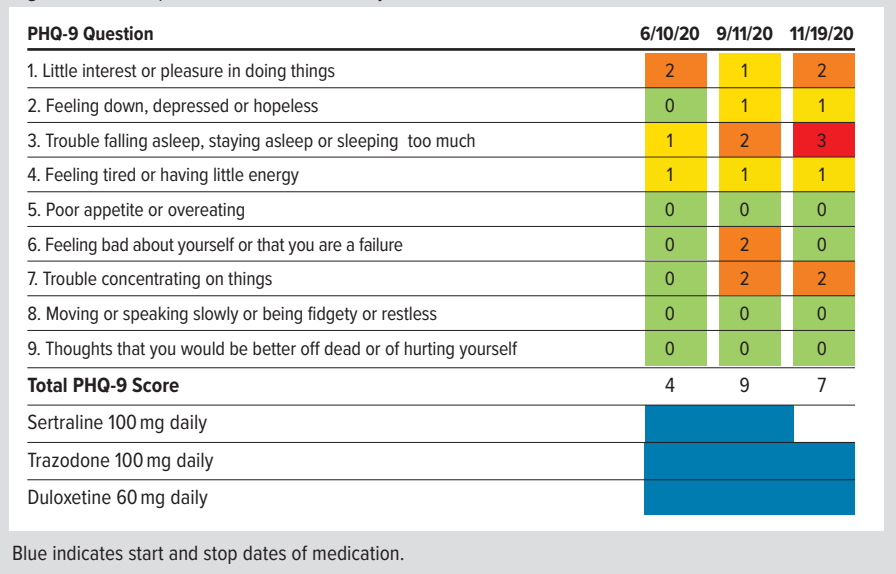 PHQ-9 Question 6/10/20 9/11/20 11/19/20
1. Little interest or pleasure in doing things 2 1 2
2. Feeling down, depressed or hopeless 0 1 1
3. Trouble falling asleep, staying asleep or sleeping too much 1 2 3
4. Feeling tired or having little energy 1 1 1
5. Poor appetite or overeating 0 0 0
6. Feeling bad about yourself or that you are a failure 0 2 0
7. Trouble concentrating on things 0 2 2
8. Moving or speaking slowly or being fidgety or restless 0 0 0
9. Thoughts that you would be better off dead or of hurting yourself 0 0 0
Total PHQ-9 Score 4 9 7
Sertraline 100 mg daily
Trazodone 100 mg daily
Duloxetine 60 mg daily
Blue indicates start and stop dates of medication.